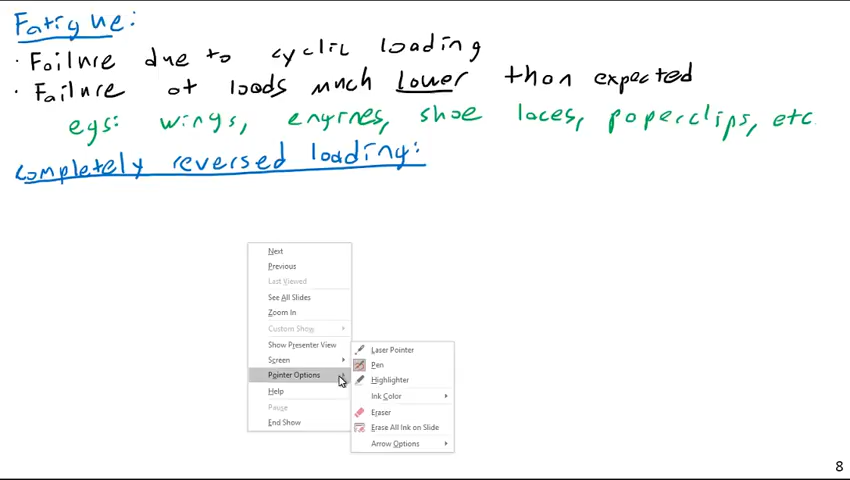 Fatigue:
· Failure due to cyclic loading
· Failure at loads much lower than expected
egs: wings, engines, shoe laces, paperclips, etc.
Completely reversed loading:
Next
Previous
Last Viewed
See All Slides
Zoom In
Custom Show
Show Presenter View
Screen
Pointer Options
Help
Pause
End Show
Laser Pointer
Pen
Highlighter
Ink Color
Eraser
Erase All Ink on Slide
Arrow Options
8